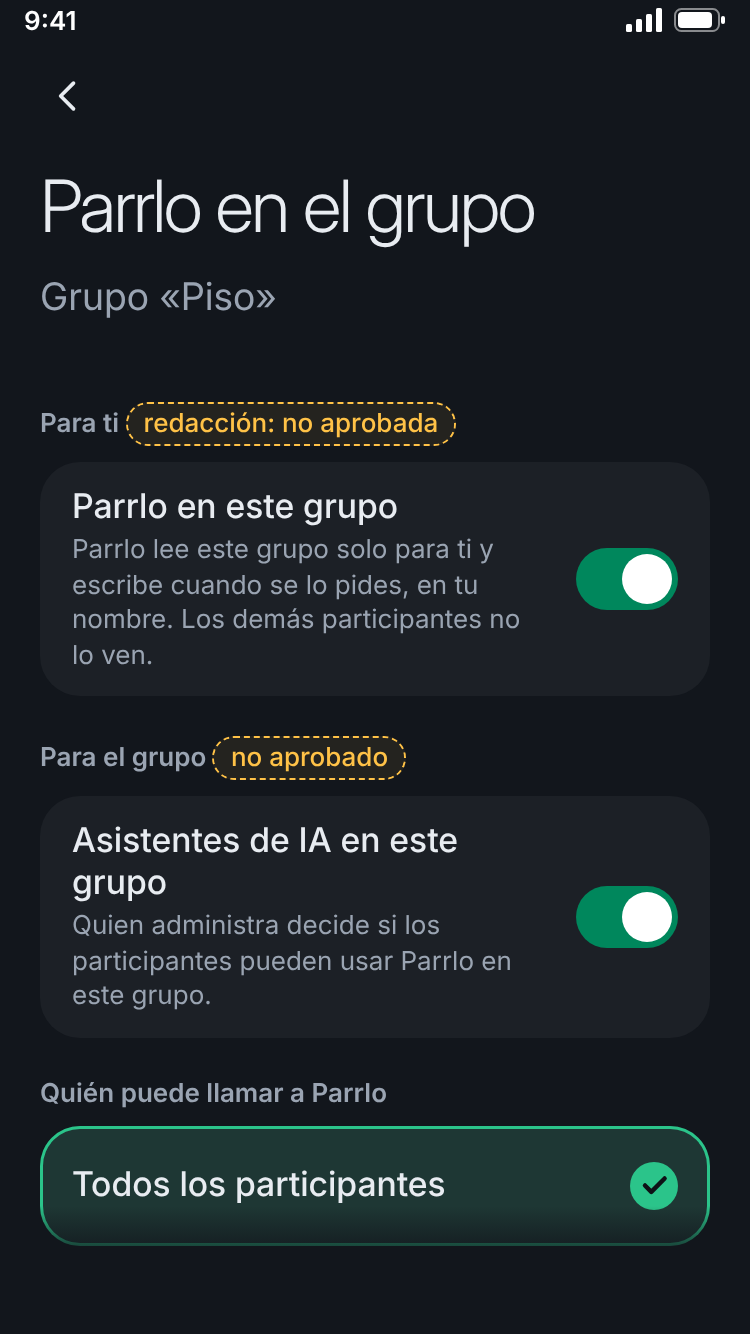 9:41
Parrlo en el grupo
Grupo «Piso»
Para ti redacción: no aprobada
Parrlo en este grupo
Parrlo lee este grupo solo para ti y
escribe cuando se lo pides, en tu
nombre. Los demás participantes no
lo ven.
Para el grupo no aprobado
Asistentes de IA en este
grupo
Quien administra decide si los
participantes pueden usar Parrlo en
este grupo.
Quién puede llamar a Parrlo
Todos los participantes